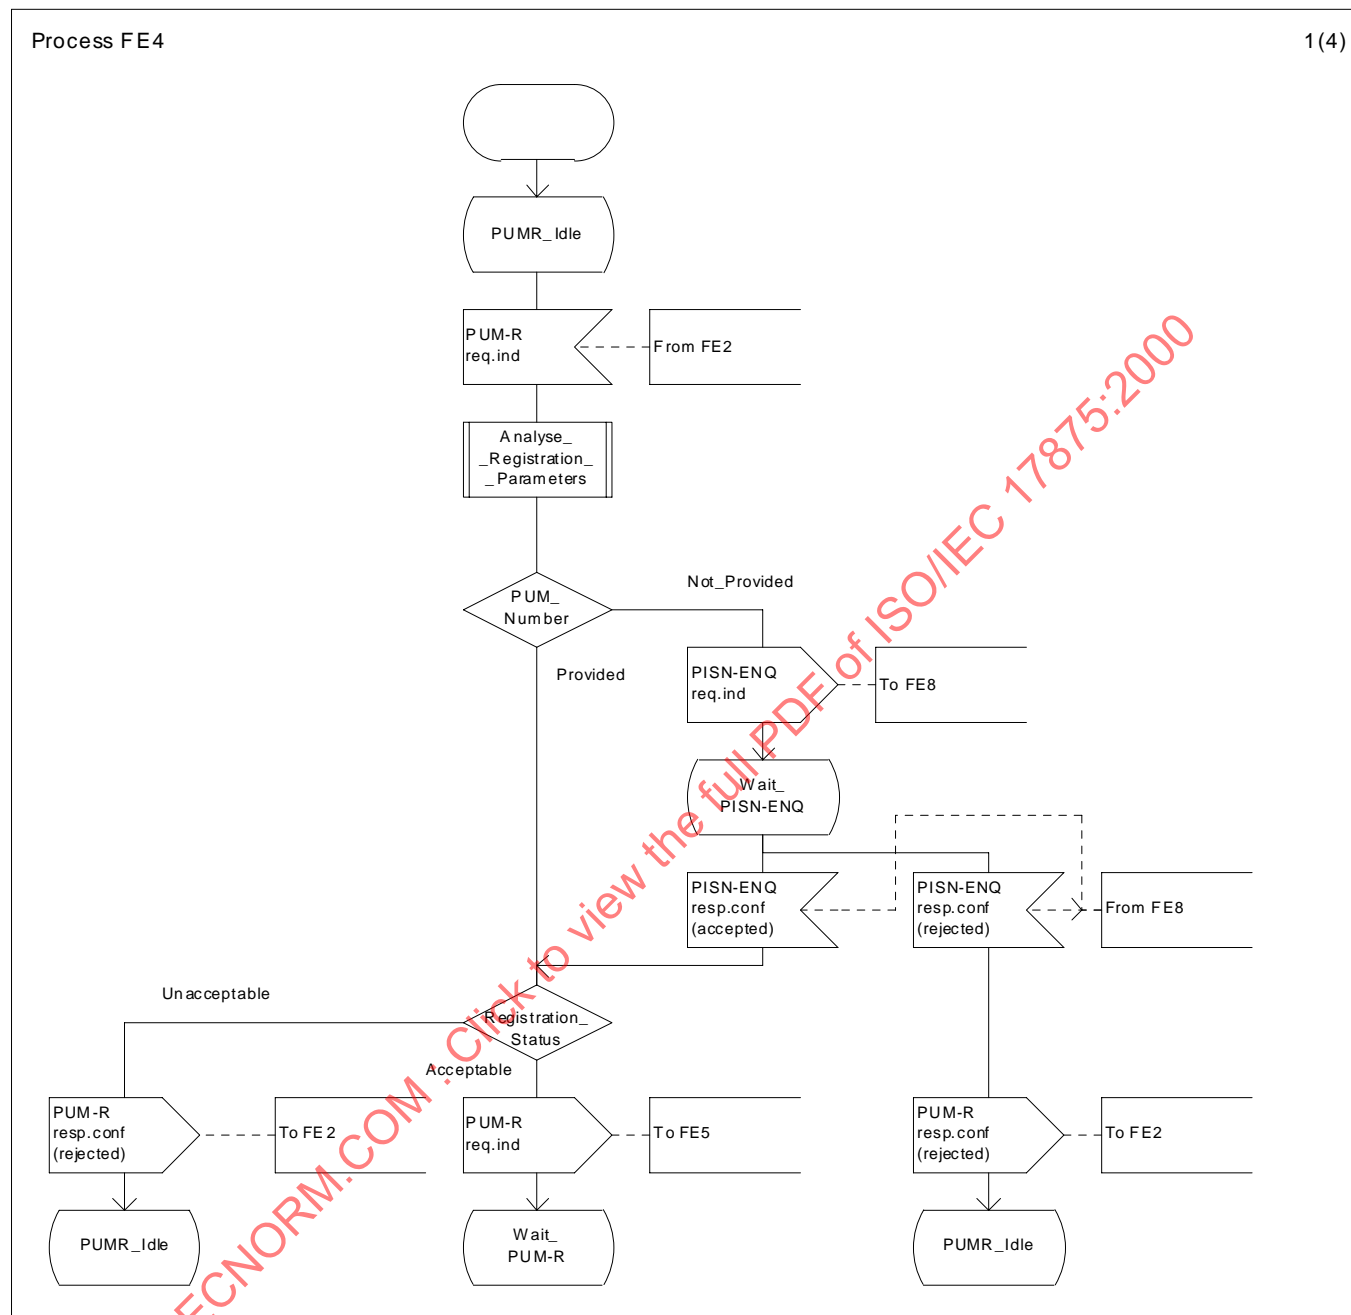 Process FE4
1(4)
PUMR_Idle
PUM-R
req.ind
From FE2
Analyse_
_Registration_
_Parameters
PUM_
Number
Not_Provided
Provided
PISN-ENQ
req.ind
To FE8
Wait_
PISN-ENQ
PISN-ENQ
resp.conf
(accepted)
PISN-ENQ
resp.conf
(rejected)
From FE8
Unacceptable
Registration_
Status
Acceptable
PUM-R
resp.conf
(rejected)
To FE2
PUM-R
req.ind
To FE5
PUM-R
resp.conf
(rejected)
To FE2
PUMR_Idle
Wait_
PUM-R
PUMR_Idle
ECNORM.COM : Click to view the full PDF of ISO/IEC 17875:2000